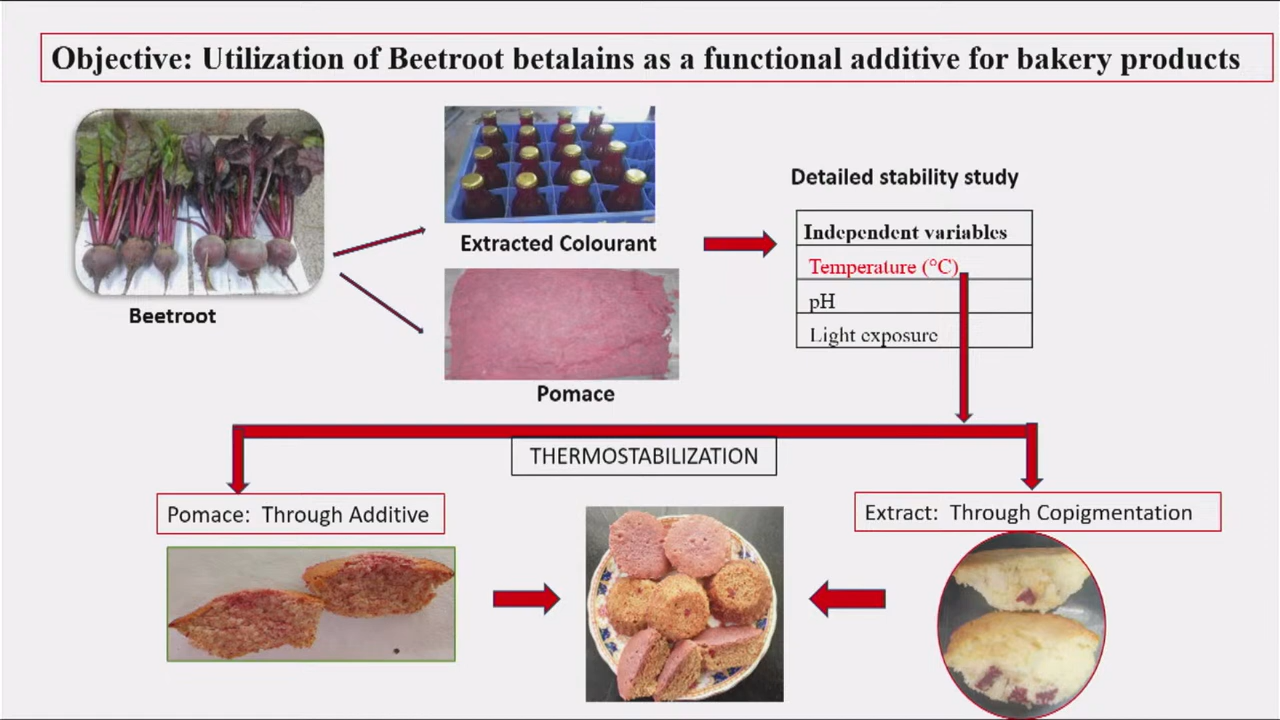 Objective: Utilization of Beetroot betalains as a functional additive for bakery products
Beetroot
Extracted Colourant
Pomace
Detailed stability study
Independent variables
Temperature (°C)
pH
Light exposure
THERMOSTABILIZATION
Pomace: Through Additive
Extract: Through Copigmentation